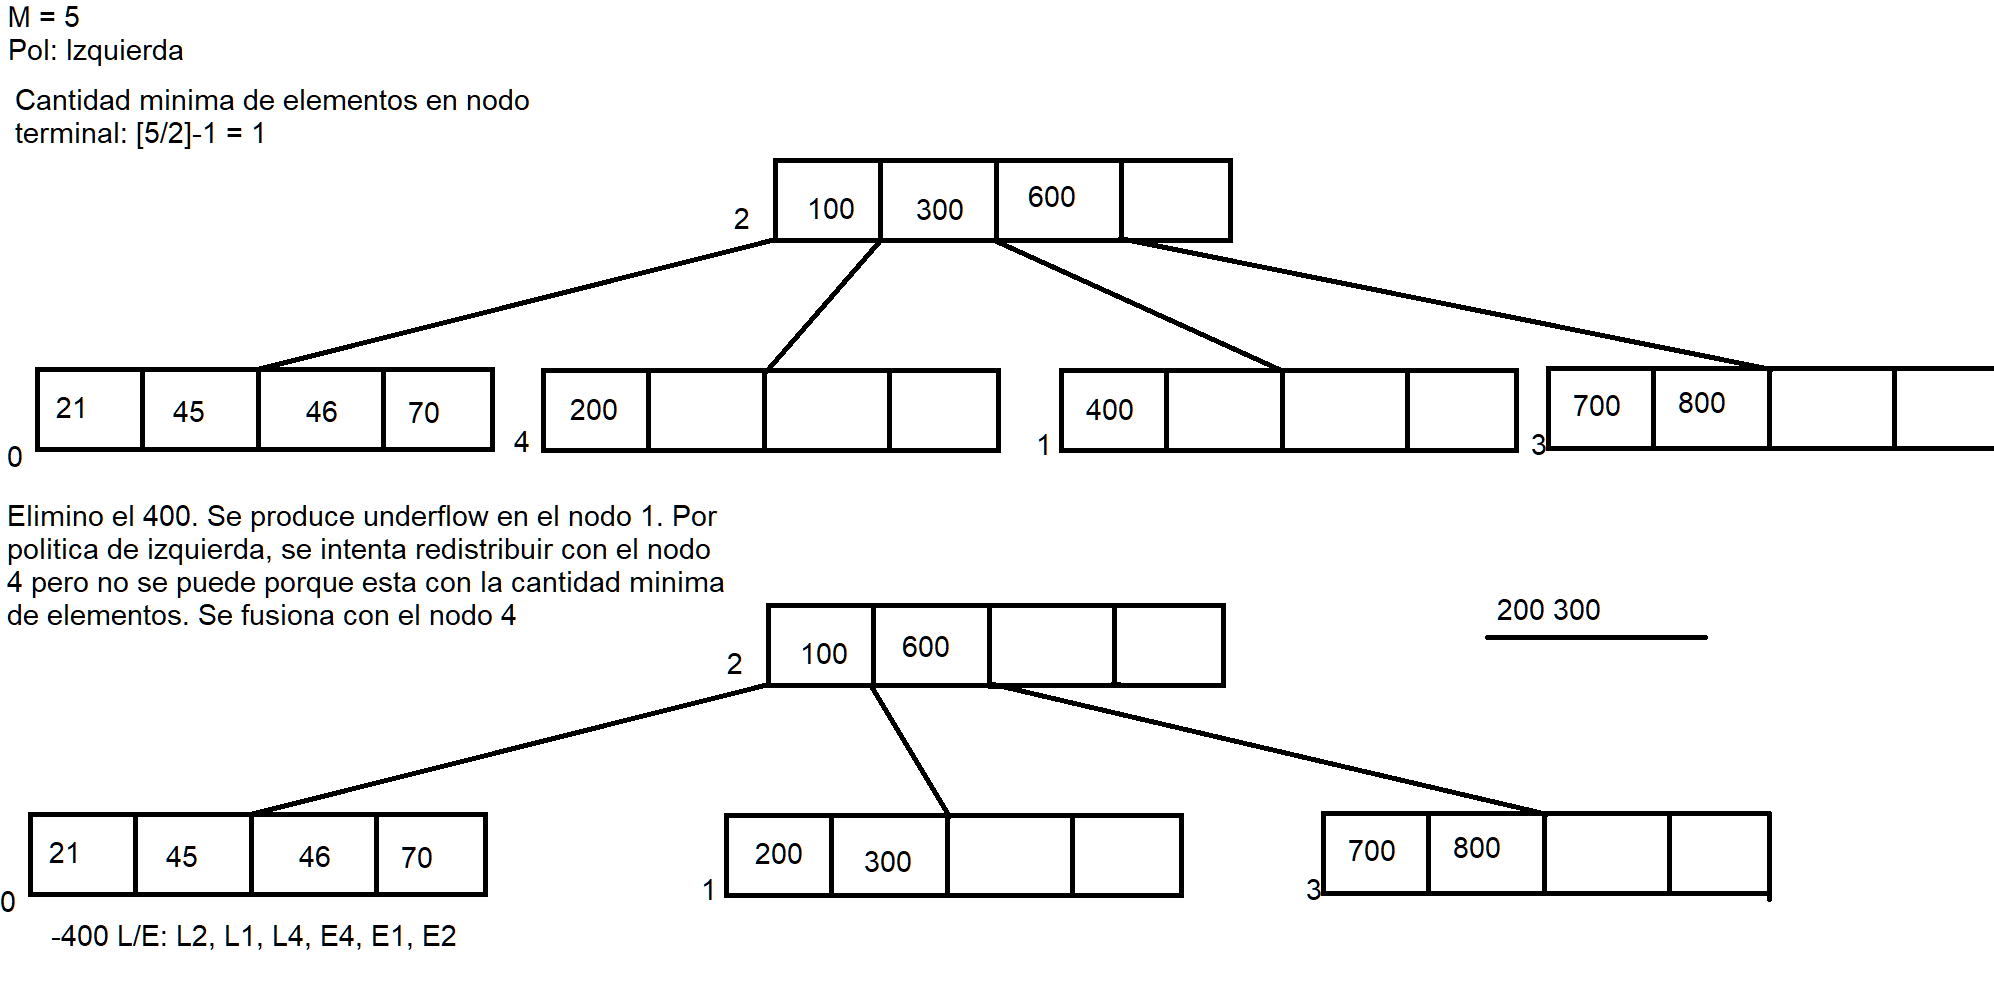 M = 5
Pol: Izquierda
Cantidad minima de elementos en nodo
terminal: [5/2]-1 = 1
2 100 300 600
0 21 45 46 70 4 200 1 400 3 700 800
Elimino el 400. Se produce underflow en el nodo 1. Por
politica de izquierda, se intenta redistribuir con el nodo
4 pero no se puede porque esta con la cantidad minima
de elementos. Se fusiona con el nodo 4
200 300
2 100 600
0 21 45 46 70 1 200 300 3 700 800
-400 L/E: L2, L1, L4, E4, E1, E2